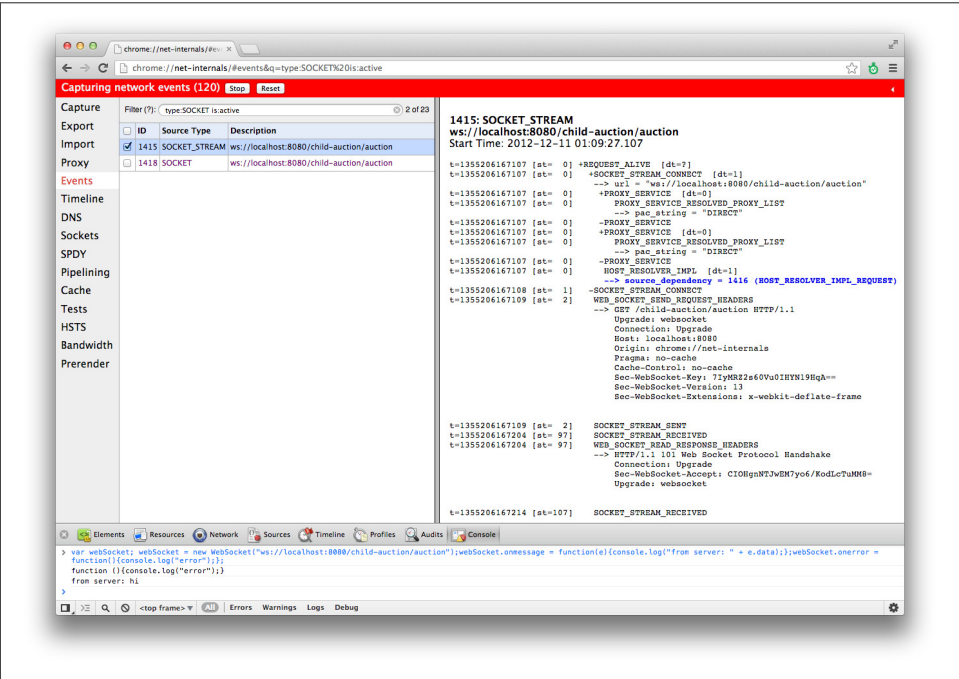 chrome://net-internals/#eve
chrome://net-internals/#events&q=type:SOCKET%20is:active
Capturing network events (120) Stop Reset
Capture
Export
Import
Proxy
Events
Timeline
DNS
Sockets
SPDY
Pipelining
Cache
Tests
HSTS
Bandwidth
Prerender
Filter (?): type:SOCKET is:active 2 of 23
ID Source Type Description
1415 SOCKET_STREAM ws://localhost:8080/child-auction/auction
1418 SOCKET ws://localhost:8080/child-auction/auction
1415: SOCKET_STREAM
ws://localhost:8080/child-auction/auction
Start Time: 2012-12-11 01:09:27.107
t=1355206167107 [st=  0] +REQUEST_ALIVE  [dt=?]
t=1355206167107 [st=  0]   +SOCKET_STREAM_CONNECT  [dt=1]
--> url = "ws://localhost:8080/child-auction/auction"
t=1355206167107 [st=  0]     +PROXY_SERVICE  [dt=0]
t=1355206167107 [st=  0]        PROXY_SERVICE_RESOLVED_PROXY_LIST
--> pac_string = "DIRECT"
t=1355206167107 [st=  0]     -PROXY_SERVICE
t=1355206167107 [st=  0]     +PROXY_SERVICE  [dt=0]
t=1355206167107 [st=  0]        PROXY_SERVICE_RESOLVED_PROXY_LIST
--> pac_string = "DIRECT"
t=1355206167107 [st=  0]     -PROXY_SERVICE
t=1355206167107 [st=  0]      HOST_RESOLVER_IMPL  [dt=1]
--> source_dependency = 1416 (HOST_RESOLVER_IMPL_REQUEST)
t=1355206167108 [st=  1]   -SOCKET_STREAM_CONNECT
t=1355206167109 [st=  2]    WEB_SOCKET_SEND_REQUEST_HEADERS
--> GET /child-auction/auction HTTP/1.1
Upgrade: websocket
Connection: Upgrade
Host: localhost:8080
Origin: chrome://net-internals
Pragma: no-cache
Cache-Control: no-cache
Sec-WebSocket-Key: 7IyMRZ2s60Vu0IHYN19HqA==
Sec-WebSocket-Version: 13
Sec-WebSocket-Extensions: x-webkit-deflate-frame
t=1355206167109 [st=  2]    SOCKET_STREAM_SENT
t=1355206167204 [st= 97]    SOCKET_STREAM_RECEIVED
t=1355206167204 [st= 97]    WEB_SOCKET_READ_RESPONSE_HEADERS
--> HTTP/1.1 101 Web Socket Protocol Handshake
Connection: Upgrade
Sec-WebSocket-Accept: CIOHgnNTJwEM7yo6/KodLcTuMM8=
Upgrade: websocket
t=1355206167214 [st=107]    SOCKET_STREAM_RECEIVED
Elements Resources Network Sources Timeline Profiles Audits Console
> var webSocket; webSocket = new WebSocket("ws://localhost:8080/child-auction/auction");webSocket.onmessage = function(e){console.log("from server: " + e.data);};webSocket.onerror =
function(){console.log("error");};
function (){console.log("error");}
from server: hi
>
<top frame> All Errors Warnings Logs Debug